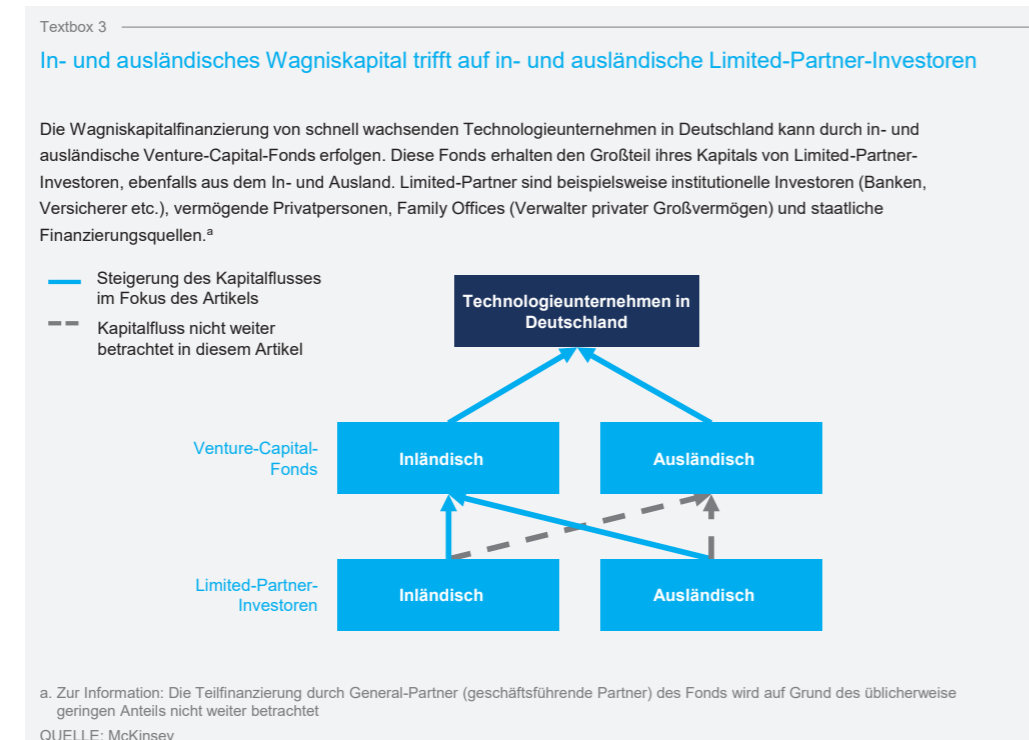 Textbox 3
In- und ausländisches Wagniskapital trifft auf in- und ausländische Limited-Partner-Investoren
Die Wagniskapitalfinanzierung von schnell wachsenden Technologieunternehmen in Deutschland kann durch in- und
ausländische Venture-Capital-Fonds erfolgen. Diese Fonds erhalten den Großteil ihres Kapitals von Limited-Partner-
Investoren, ebenfalls aus dem In- und Ausland. Limited-Partner sind beispielsweise institutionelle Investoren (Banken,
Versicherer etc.), vermögende Privatpersonen, Family Offices (Verwalter privater Großvermögen) und staatliche
Finanzierungsquellen.ª
Steigerung des Kapitalflusses
im Fokus des Artikels
Kapitalfluss nicht weiter
betrachtet in diesem Artikel
Technologieunternehmen in
Deutschland
Venture-Capital-
Fonds
Inländisch
Ausländisch
Limited-Partner-
Investoren
Inländisch
Ausländisch
a. Zur Information: Die Teilfinanzierung durch General-Partner (geschäftsführende Partner) des Fonds wird auf Grund des üblicherweise
geringen Anteils nicht weiter betrachtet
QUELLE: McKinsey